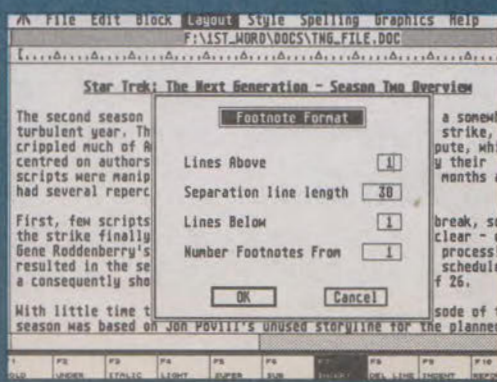 File Edit Block Layout Style Spelling Graphics Help
F:\1ST_WORD\DOCS\TNG_FILE.DOC
Star Trek: The Next Generation - Season Two Overview
The second season a somew
turbulent year. Th strike,
crippled much of A pute, whi
centred on authors y their
scripts were manip months a
had several reperc
First, few scripts break, s
the strike finally clear -
Gene Roddenberry's process
resulted in the se schedul
a consequently sho f 26.
With little time t sode of t
season was based on Jon Povill's unused storyline for the planne
Footnote Format
Lines Above 1
Separation line length 30
Lines Below 1
Number Footnotes From 1
OK Cancel
F2 F3 F4 F5 F6 F7 F8 F9 F10
UNDER ITALIC LIGHT SUPER SUB INSERT DEL LINE INDENT